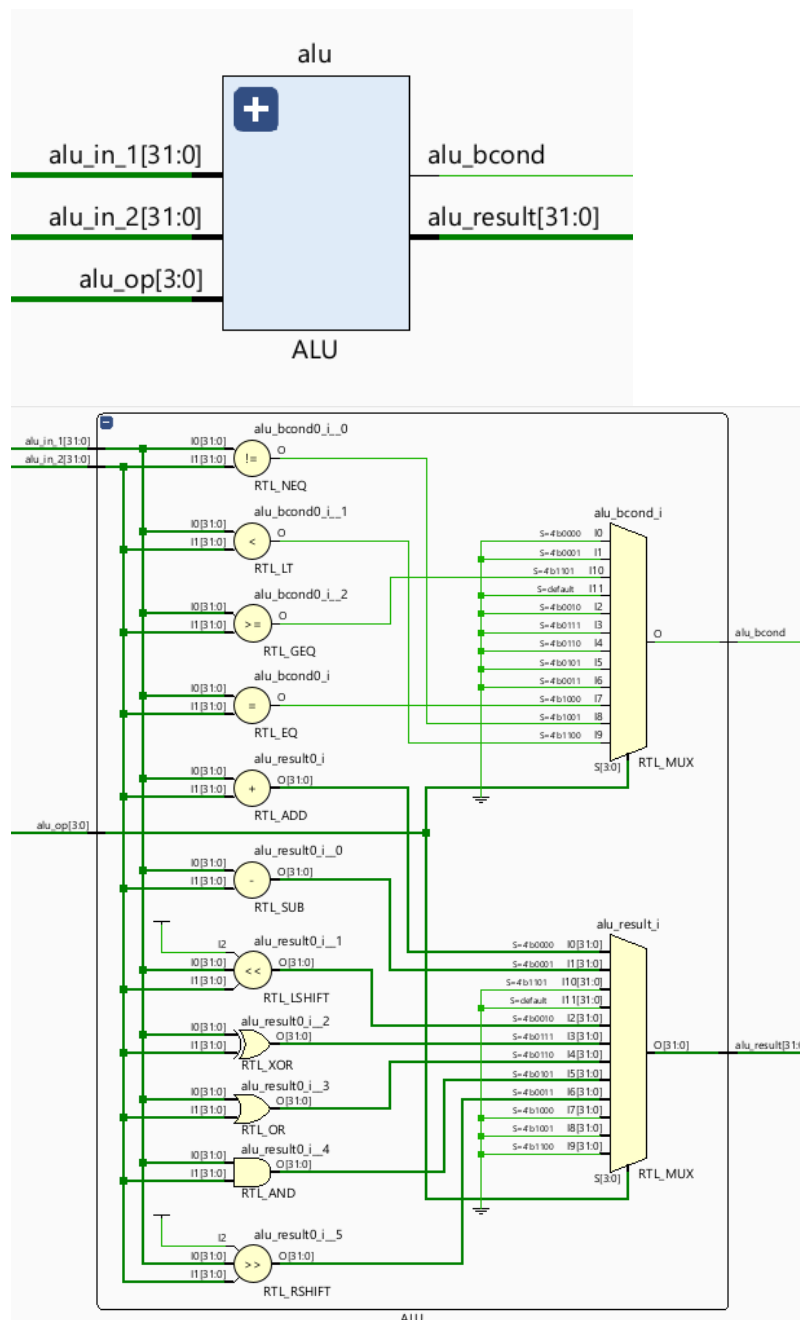 alu
alu_in_1[31:0]
alu_bcond
alu_in_2[31:0]
alu_result[31:0]
alu_op[3:0]
ALU
alu_in_1[31:0]
alu_in_2[31:0]
alu_bcond0_i__0
I0[31:0]
I1[31:0]
!=
O
RTL_NEQ
alu_bcond0_i__1
I0[31:0]
I1[31:0]
<
O
RTL_LT
alu_bcond0_i__2
I0[31:0]
I1[31:0]
>=
O
RTL_GEQ
alu_bcond0_i
I0[31:0]
I1[31:0]
=
O
RTL_EQ
alu_result0_i
I0[31:0]
I1[31:0]
+
O[31:0]
RTL_ADD
alu_op[3:0]
alu_result0_i__0
I0[31:0]
I1[31:0]
-
O[31:0]
RTL_SUB
alu_result0_i__1
I2
I0[31:0]
I1[31:0]
<<
O[31:0]
RTL_LSHIFT
alu_result0_i__2
I0[31:0]
I1[31:0]
O[31:0]
RTL_XOR
alu_result0_i__3
I0[31:0]
I1[31:0]
O[31:0]
RTL_OR
alu_result0_i__4
I0[31:0]
I1[31:0]
O[31:0]
RTL_AND
alu_result0_i__5
I2
I0[31:0]
I1[31:0]
>>
O[31:0]
RTL_RSHIFT
alu_bcond_i
S=4'b0000 I0
S=4'b0001 I1
S=4'b1101 I10
S=default I11
S=4'b0010 I2
S=4'b0111 I3
S=4'b0110 I4
S=4'b0101 I5
S=4'b0011 I6
S=4'b1000 I7
S=4'b1001 I8
S=4'b1100 I9
S[3:0]
O
RTL_MUX
alu_bcond
alu_result_i
S=4'b0000 I0[31:0]
S=4'b0001 I1[31:0]
S=4'b1101 I10[31:0]
S=default I11[31:0]
S=4'b0010 I2[31:0]
S=4'b0111 I3[31:0]
S=4'b0110 I4[31:0]
S=4'b0101 I5[31:0]
S=4'b0011 I6[31:0]
S=4'b1000 I7[31:0]
S=4'b1001 I8[31:0]
S=4'b1100 I9[31:0]
S[3:0]
O[31:0]
RTL_MUX
alu_result[31:0
ALU